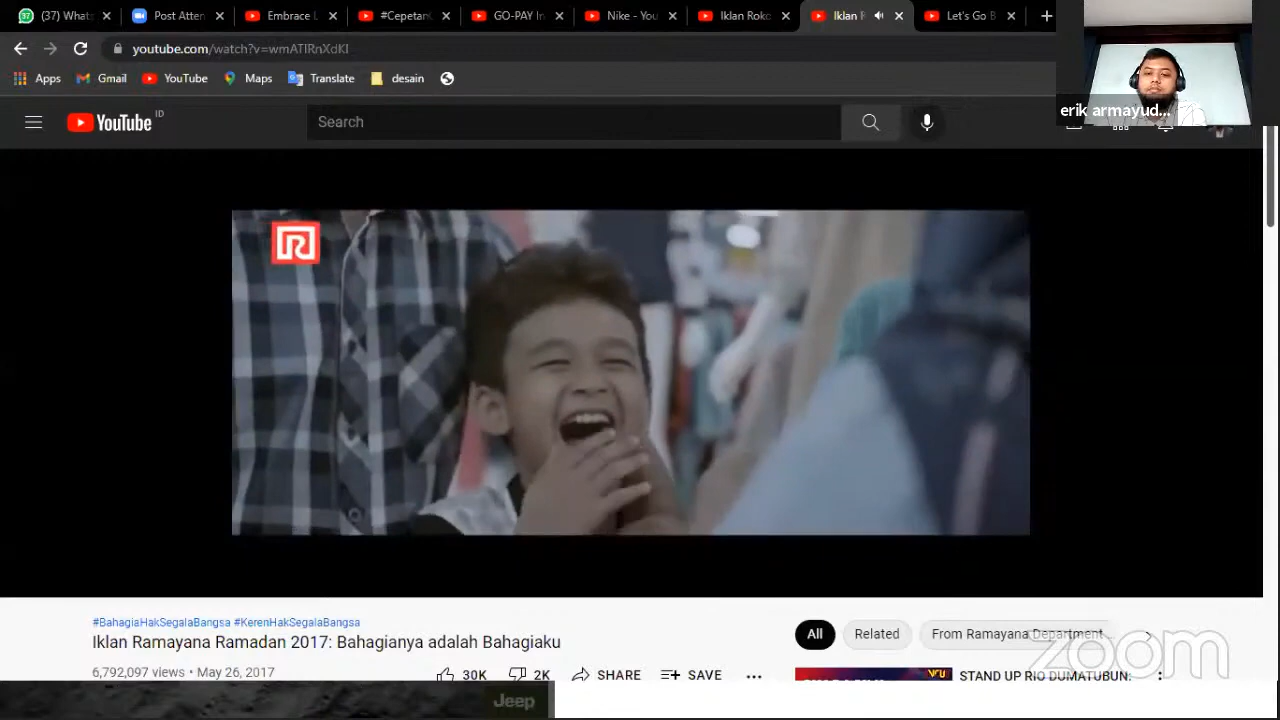 (37) Whats
Post Atten
Embrace L
#Cepetan
GO-PAY In
Nike - You
Iklan Roko
Iklan R
Let's Go B
youtube.com/watch?v=wmATlRnXdKI
Apps
Gmail
YouTube
Maps
Translate
desain
erik armayud...
YouTube ID
Search
#BahagiaHakSegalaBangsa #KerenHakSegalaBangsa
Iklan Ramayana Ramadan 2017: Bahagianya adalah Bahagiaku
6,792,097 views • May 26, 2017
30K
2K
SHARE
SAVE
All
Related
From Ramayana Department ...
STAND UP RIO DUMATUBUN:
zoom
Jeep